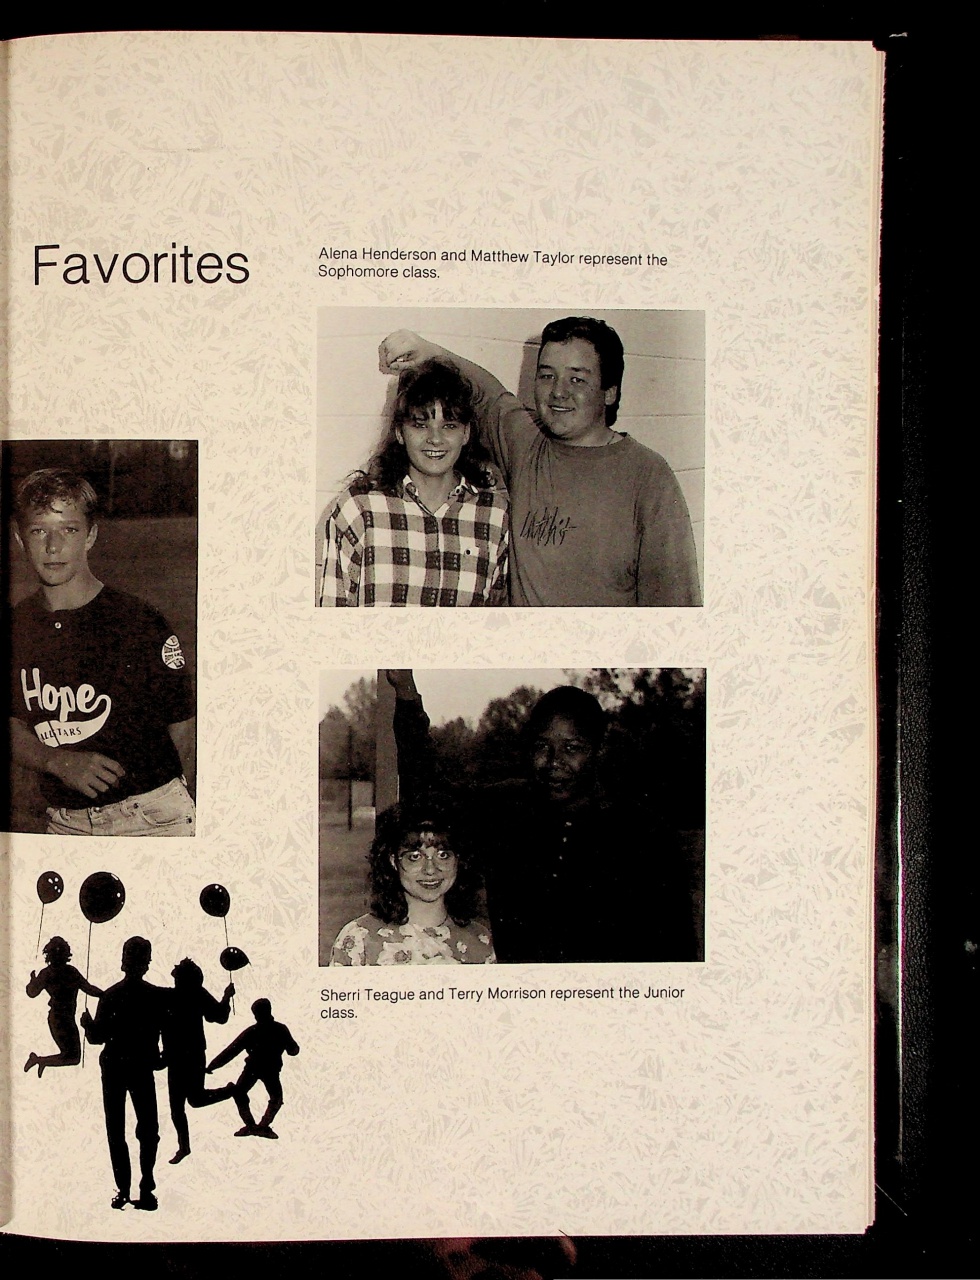 Favorites
Alena Henderson and Matthew Taylor represent the
Sophomore class.
Hope
ALL STARS
Sherri Teague and Terry Morrison represent the Junior
class.